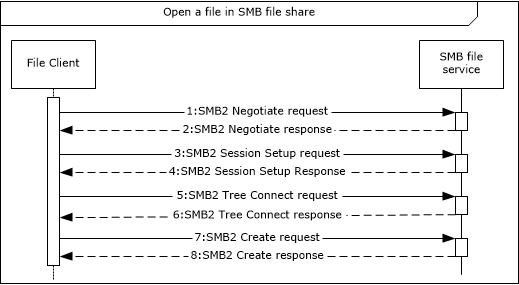 Open a file in SMB file share
File Client
SMB file
service
1:SMB2 Negotiate request
2:SMB2 Negotiate response
3:SMB2 Session Setup request
4:SMB2 Session Setup Response
5:SMB2 Tree Connect request
6:SMB2 Tree Connect response
7:SMB2 Create request
8:SMB2 Create response